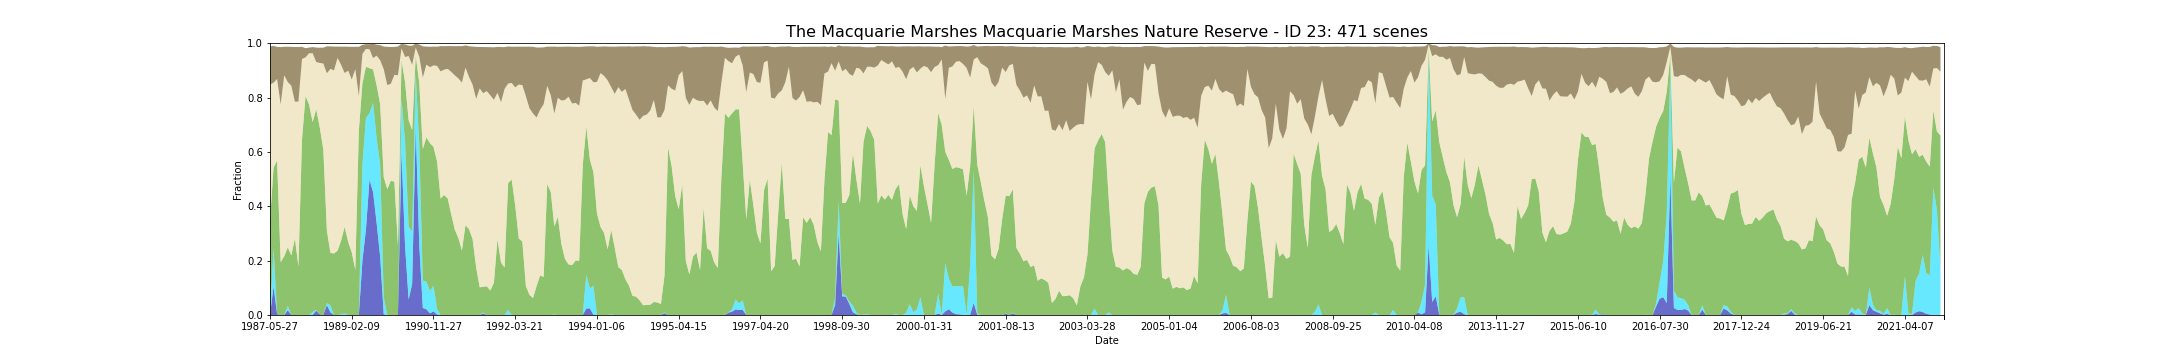 The Macquarie Marshes Macquarie Marshes Nature Reserve - ID 23: 471 scenes
1.0
0.8
0.6
0.4
0.2
0.0
Fraction
1987-05-27 1989-02-09 1990-11-27 1992-03-21 1994-01-06 1995-04-15 1997-04-20 1998-09-30 2000-01-31 2001-08-13 2003-03-28 2005-01-04 2006-08-03 2008-09-25 2010-04-08 2013-11-27 2015-06-10 2016-07-30 2017-12-24 2019-06-21 2021-04-07
Date